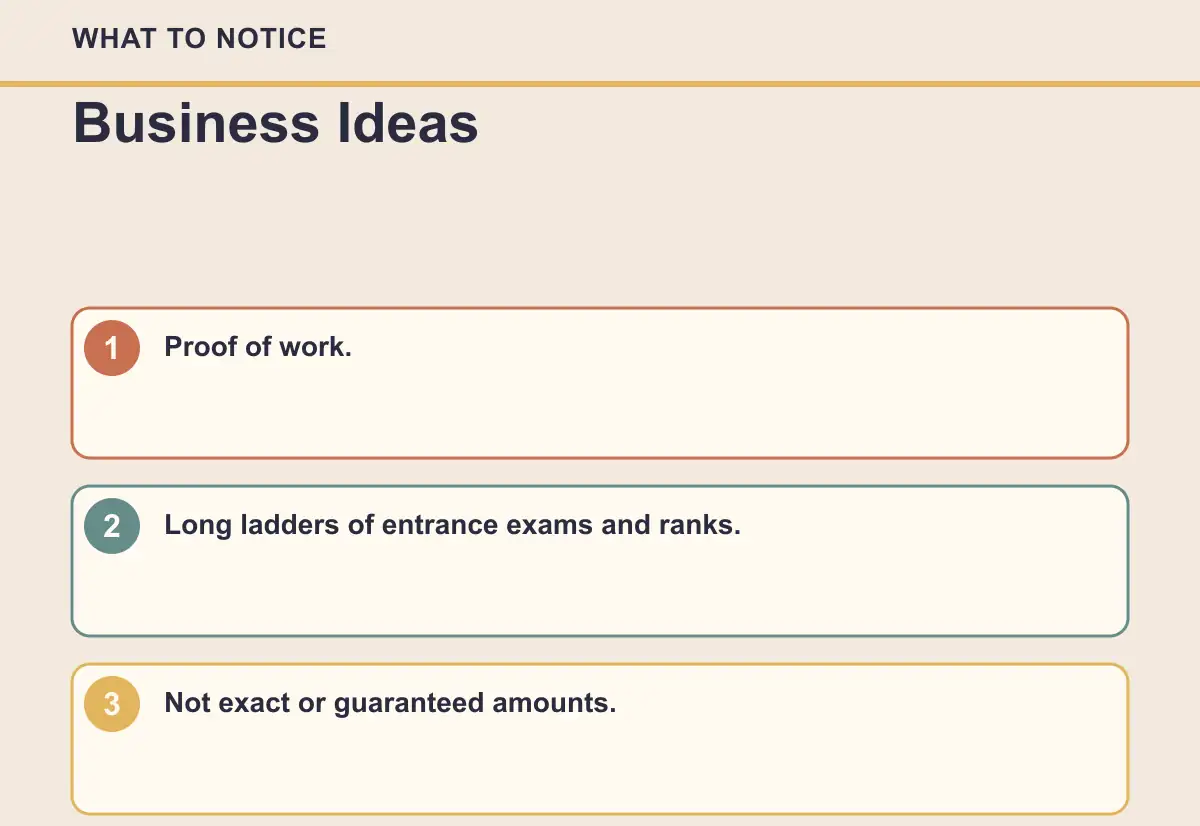 WHAT TO NOTICE
Business Ideas
1
Proof of work.
2
Long ladders of entrance exams and ranks.
3
Not exact or guaranteed amounts.